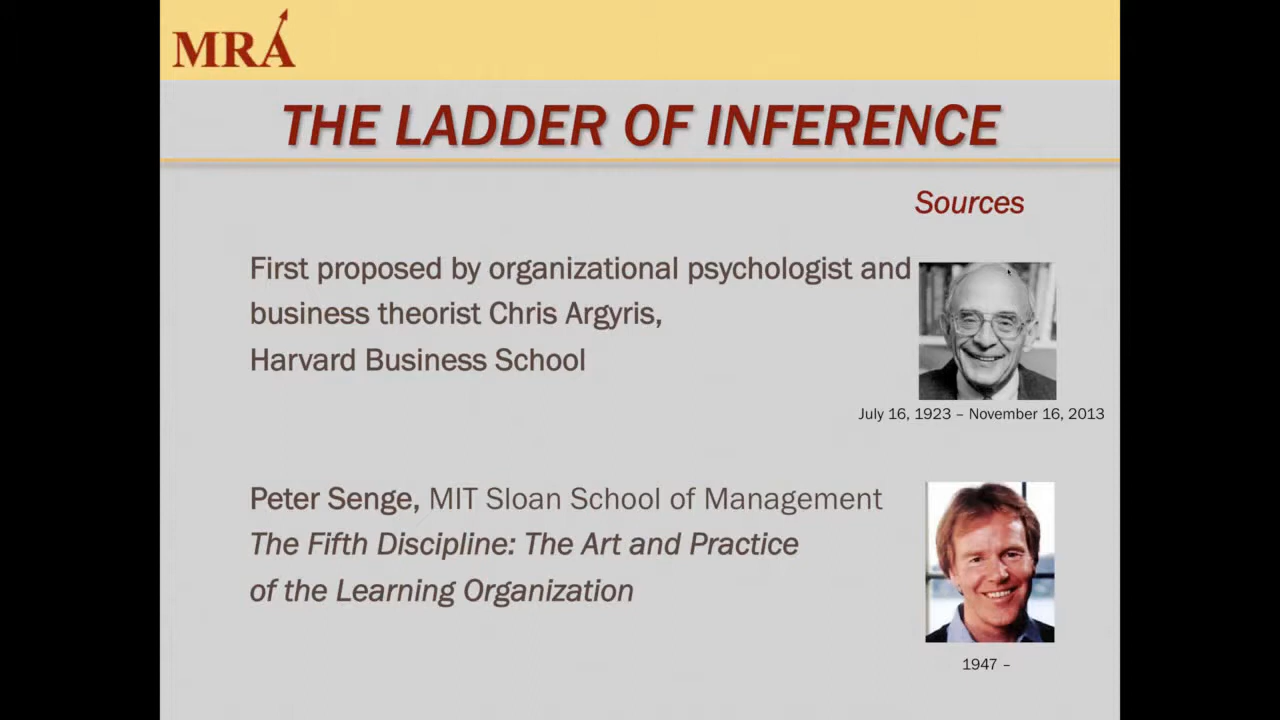 MRA
THE LADDER OF INFERENCE
Sources
First proposed by organizational psychologist and
business theorist Chris Argyris,
Harvard Business School
July 16, 1923 – November 16, 2013
Peter Senge, MIT Sloan School of Management
The Fifth Discipline: The Art and Practice
of the Learning Organization
1947 –